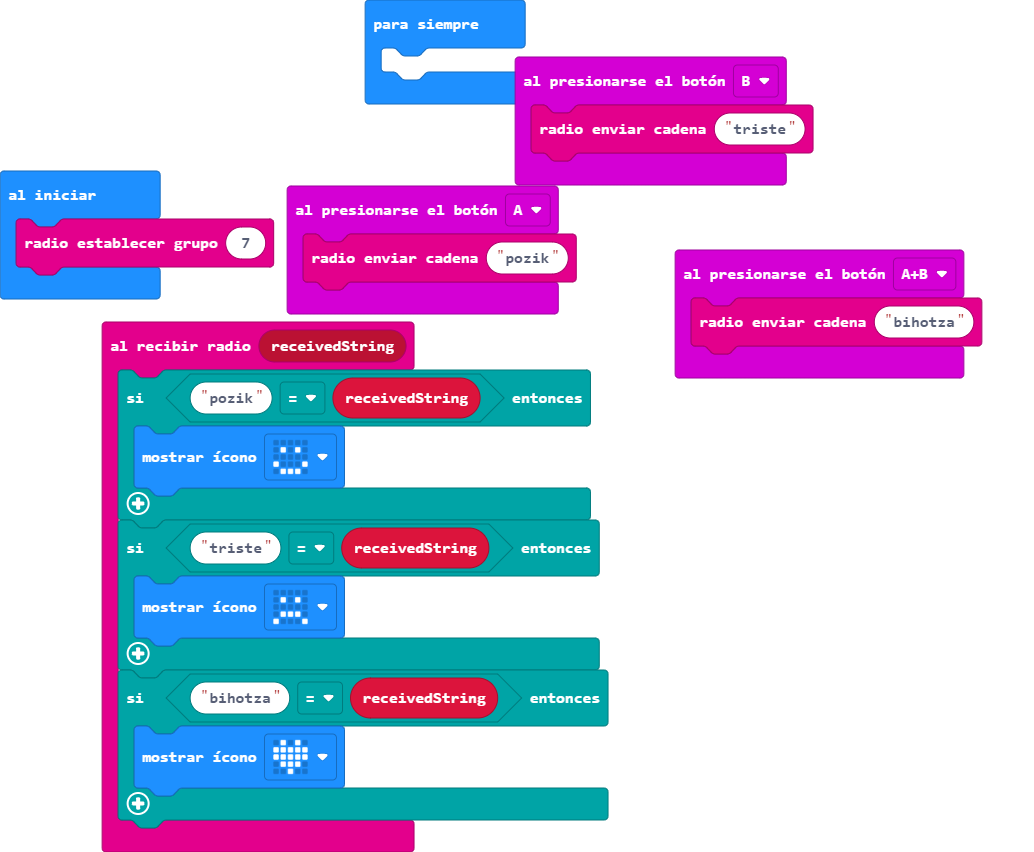 para siempre
al presionarse el botón B
radio enviar cadena "triste"
al iniciar
radio establecer grupo 7
al presionarse el botón A
radio enviar cadena "pozik"
al presionarse el botón A+B
radio enviar cadena "bihotza"
al recibir radio receivedString
si "pozik" = receivedString entonces
mostrar ícono
si "triste" = receivedString entonces
mostrar ícono
si "bihotza" = receivedString entonces
mostrar ícono